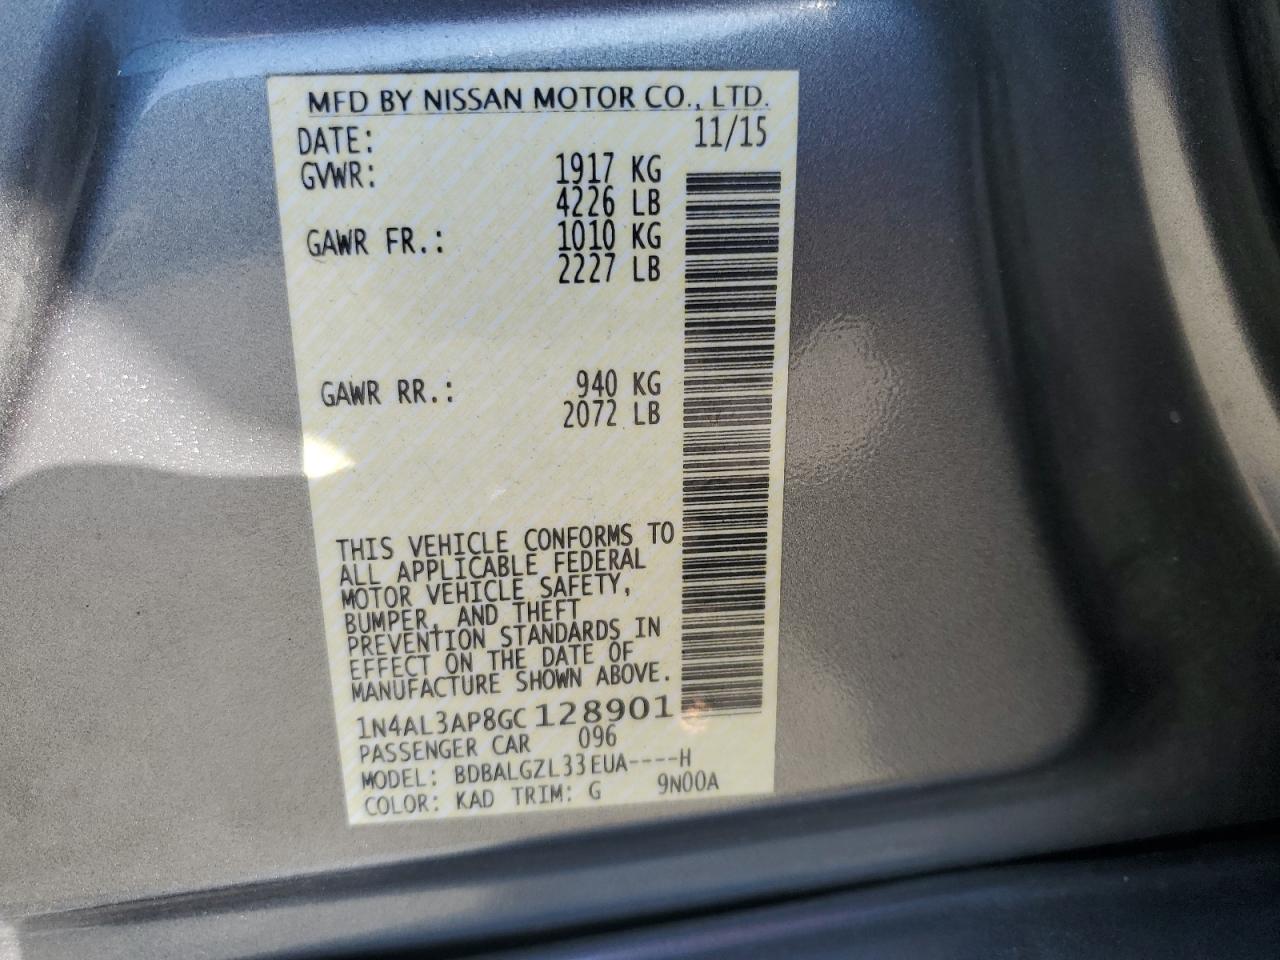 MFD BY NISSAN MOTOR CO., LTD.
DATE: 11/15
GVWR: 1917 KG
4226 LB
GAWR FR.: 1010 KG
2227 LB
GAWR RR.: 940 KG
2072 LB
THIS VEHICLE CONFORMS TO
ALL APPLICABLE FEDERAL
MOTOR VEHICLE SAFETY,
BUMPER, AND THEFT
PREVENTION STANDARDS IN
EFFECT ON THE DATE OF
MANUFACTURE SHOWN ABOVE.
1N4AL3AP8GC128901
PASSENGER CAR 096
MODEL: BDBALGZL33EUA----H
COLOR: KAD TRIM: G 9N00A